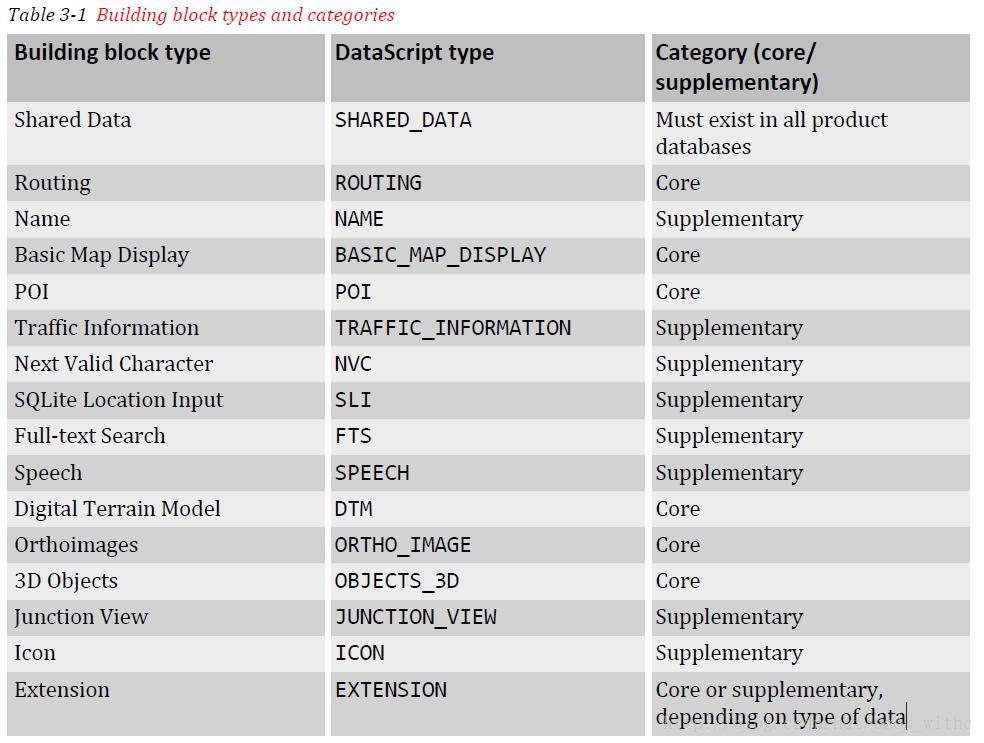 Table 3-1 Building block types and categories
Building block type DataScript type Category (core/
supplementary)
Shared Data SHARED_DATA Must exist in all product
databases
Routing ROUTING Core
Name NAME Supplementary
Basic Map Display BASIC_MAP_DISPLAY Core
POI POI Core
Traffic Information TRAFFIC_INFORMATION Supplementary
Next Valid Character NVC Supplementary
SQLite Location Input SLI Supplementary
Full-text Search FTS Supplementary
Speech SPEECH Supplementary
Digital Terrain Model DTM Core
Orthoimages ORTHO_IMAGE Core
3D Objects OBJECTS_3D Core
Junction View JUNCTION_VIEW Supplementary
Icon ICON Supplementary
Extension EXTENSION Core or supplementary,
depending on type of data